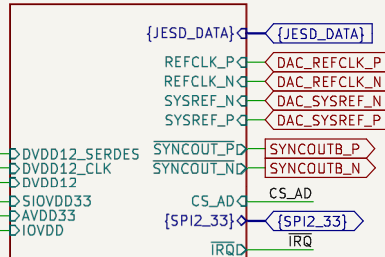 {JESD_DATA} {JESD_DATA}
REFCLK_P DAC_REFCLK_P
REFCLK_N DAC_REFCLK_N
SYSREF_N DAC_SYSREF_N
SYSREF_P DAC_SYSREF_P
SYNCOUT_P SYNCOUTB_P
DVDD12_SERDES
SYNCOUT_N SYNCOUTB_N
DVDD12_CLK
DVDD12
SIOVDD33 CS_AD CS_AD
AVDD33 {SPI2_33} {SPI2_33}
IOVDD
IRQ IRQ